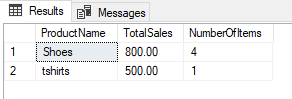 Results Messages
ProductName TotalSales NumberOfItems
1 Shoes 800.00 4
2 tshirts 500.00 1